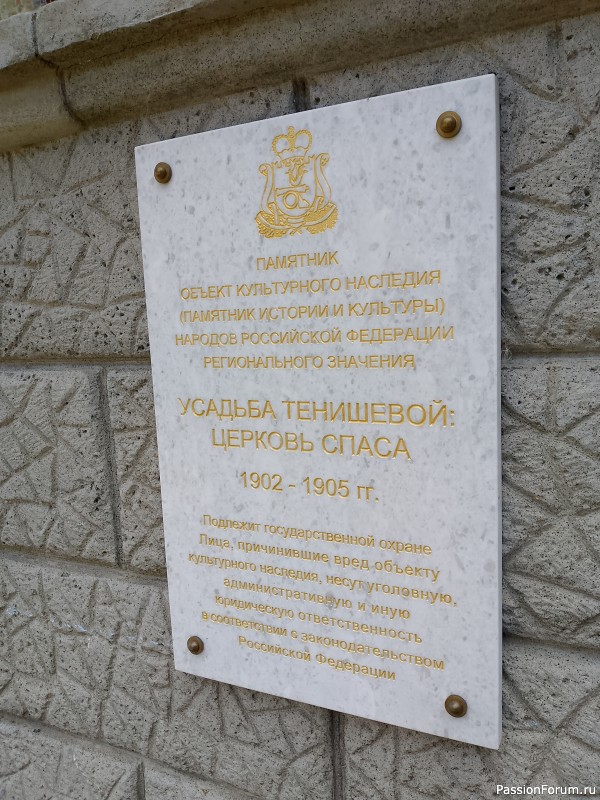 ПАМЯТНИК
ОБЪЕКТ КУЛЬТУРНОГО НАСЛЕДИЯ
(ПАМЯТНИК ИСТОРИИ И КУЛЬТУРЫ)
НАРОДОВ РОССИЙСКОЙ ФЕДЕРАЦИИ
РЕГИОНАЛЬНОГО ЗНАЧЕНИЯ
УСАДЬБА ТЕНИШЕВОЙ:
ЦЕРКОВЬ СПАСА
1902 - 1905 гг.
Подлежит государственной охране
Лица, причинившие вред объекту
культурного наследия, несут уголовную,
административную и иную
юридическую ответственность
в соответствии с законодательством
Российской Федерации
PassionForum.ru